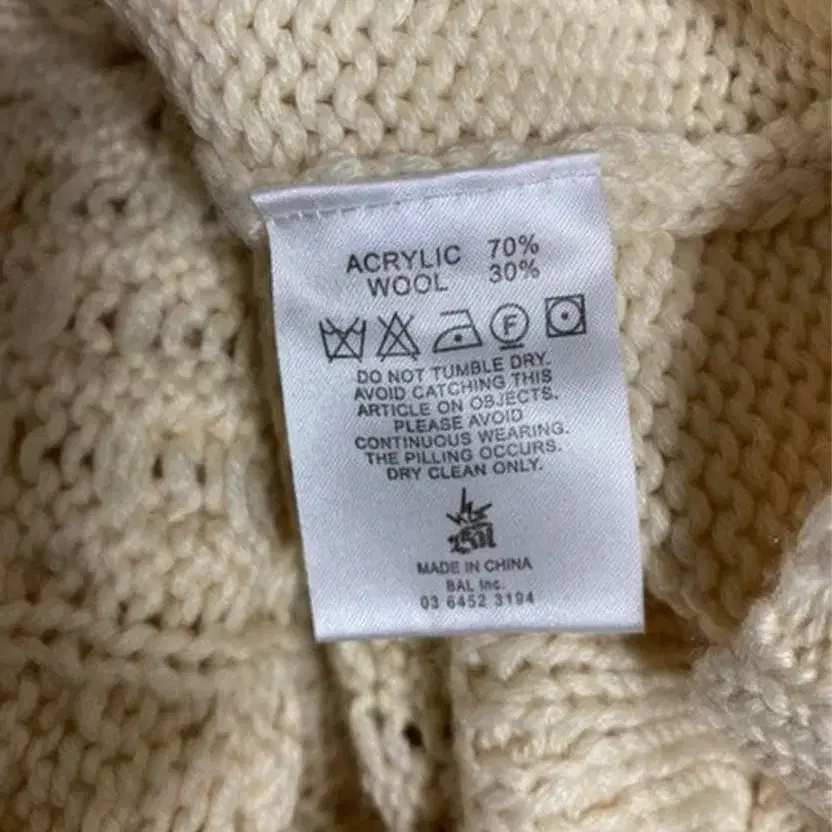 ACRYLIC 70%
WOOL 30%
F
DO NOT TUMBLE DRY.
AVOID CATCHING THIS
ARTICLE ON OBJECTS.
PLEASE AVOID
CONTINUOUS WEARING.
THE PILLING OCCURS.
DRY CLEAN ONLY.
MADE IN CHINA
BAL Inc.
03 6452 3194